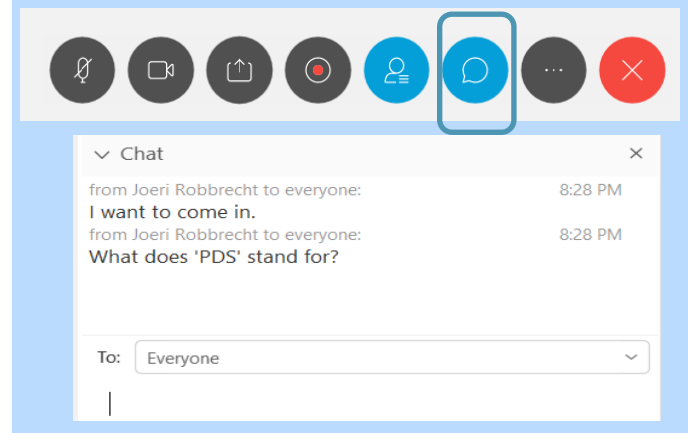 Chat
from Joeri Robbrecht to everyone: 8:28 PM
I want to come in.
from Joeri Robbrecht to everyone: 8:28 PM
What does 'PDS' stand for?
To: Everyone